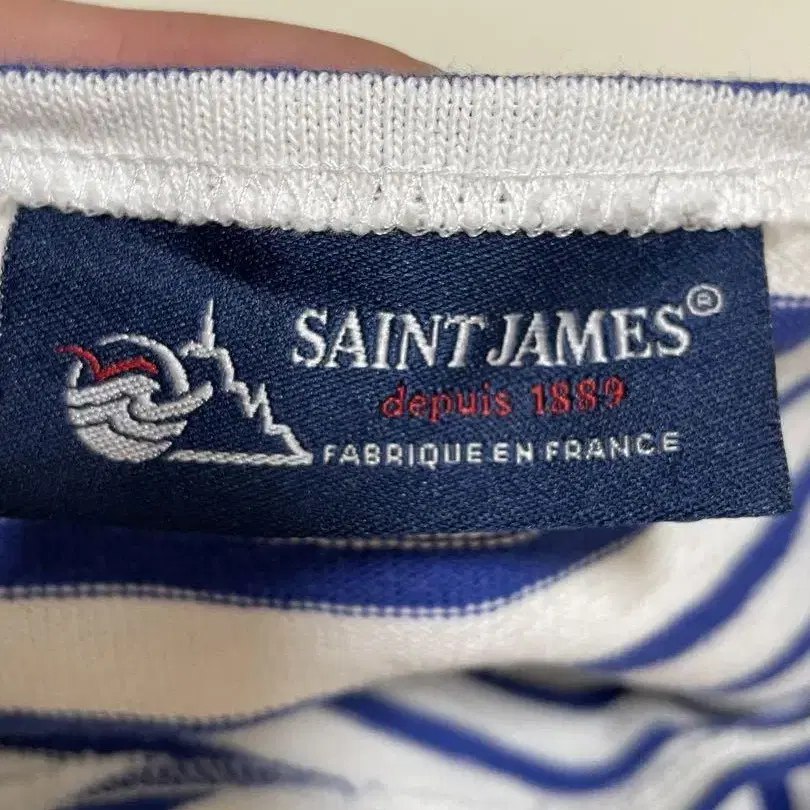 SAINT JAMES®
depuis 1889
FABRIQUE EN FRANCE